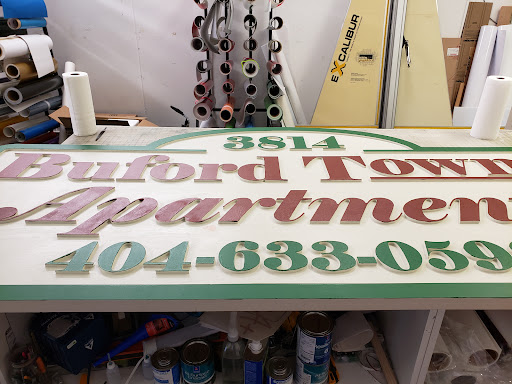 EXCALIBUR
3814
Buford Town
Apartmen
404-633-059